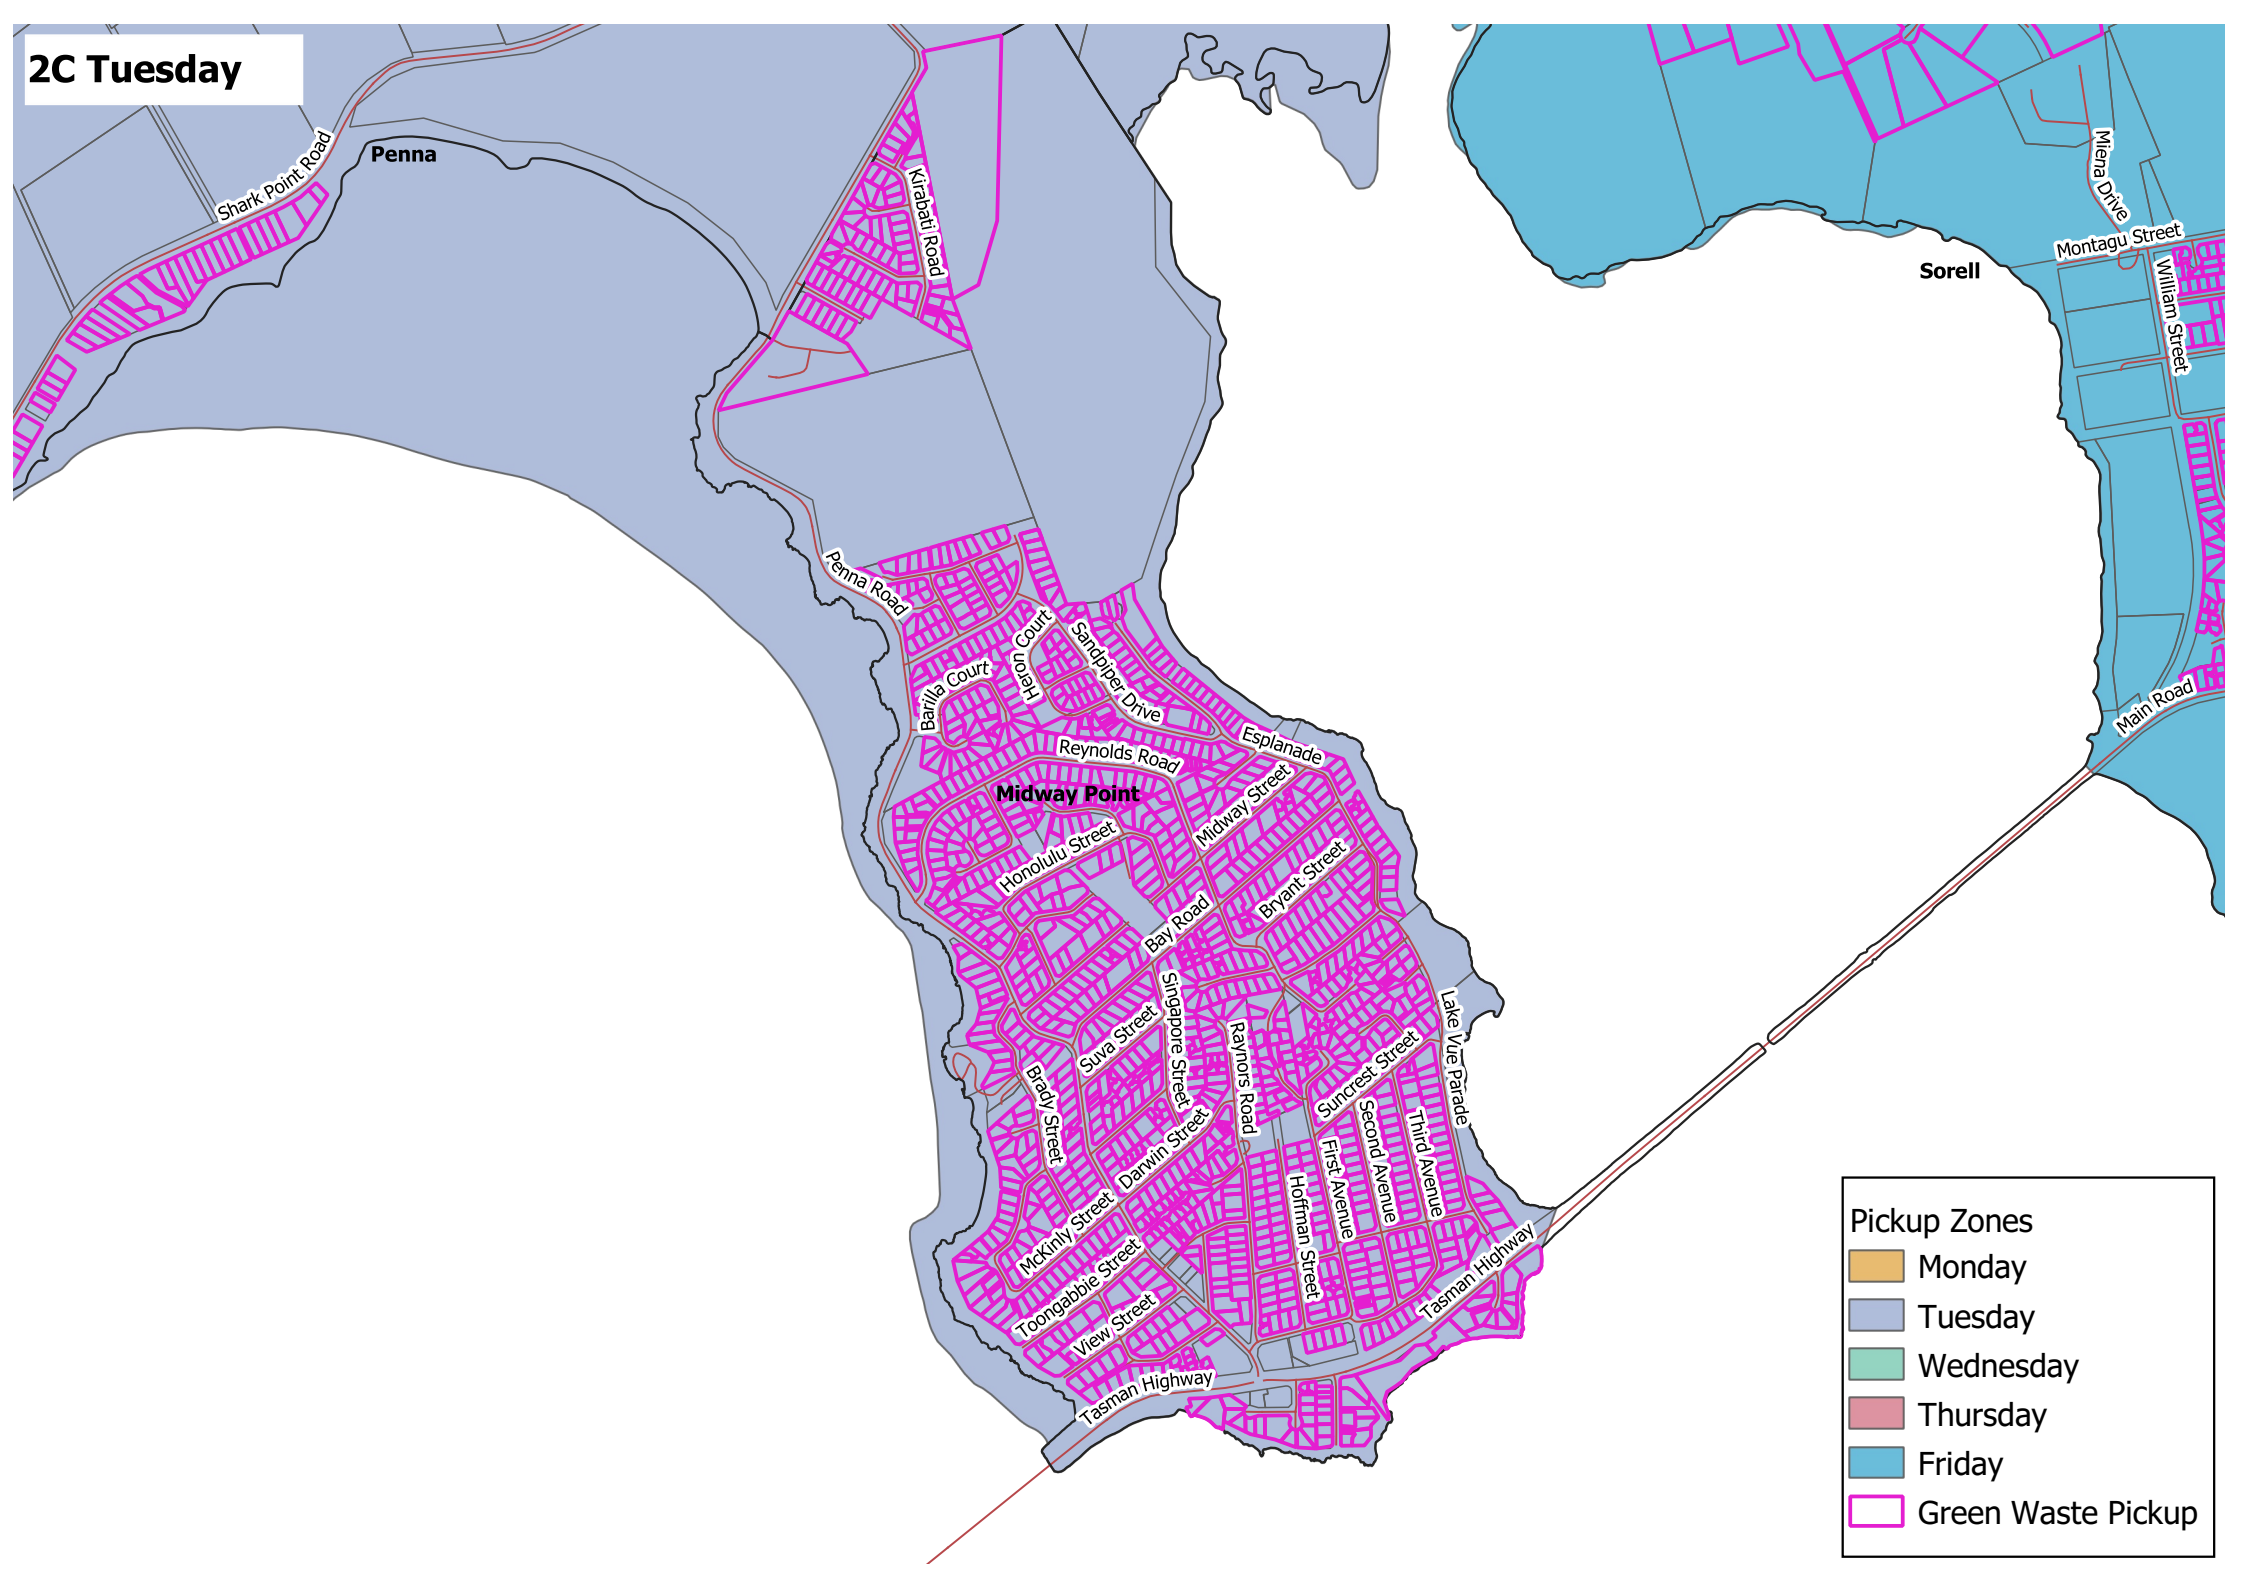 2C Tuesday
Penna
Shark Point Road
Kirabati Road
Miena Drive
Montagu Street
Sorell
William Street
Penna Road
Heron Court
Sandpiper Drive
Barilla Court
Main Road
Esplanade
Reynolds Road
Midway Point
Midway Street
Honolulu Street
Bryant Street
Bay Road
Singapore Street
Lake Vue Parade
Suva Street
Raynors Road
Suncrest Street
Brady Street
Second Avenue
Third Avenue
Darwin Street
First Avenue
Hoffman Street
McKinly Street
Toongabbie Street
View Street
Tasman Highway
Tasman Highway
Pickup Zones
Monday
Tuesday
Wednesday
Thursday
Friday
Green Waste Pickup